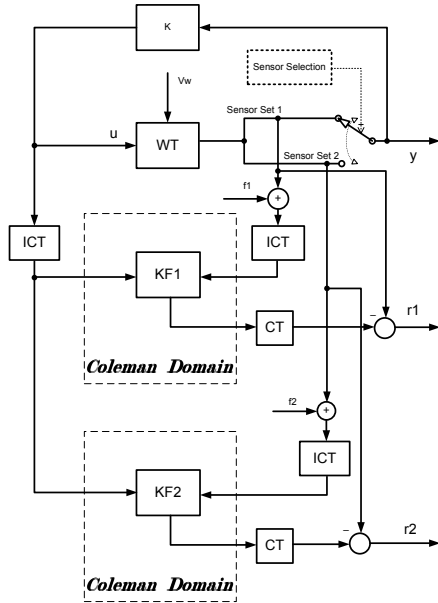 K
Vw
Sensor Selection
Sensor Set 1
u
WT
y
Sensor Set 2
f1
+
ICT
ICT
KF1
CT
−
r1
Coleman Domain
f2
+
ICT
KF2
CT
−
r2
Coleman Domain